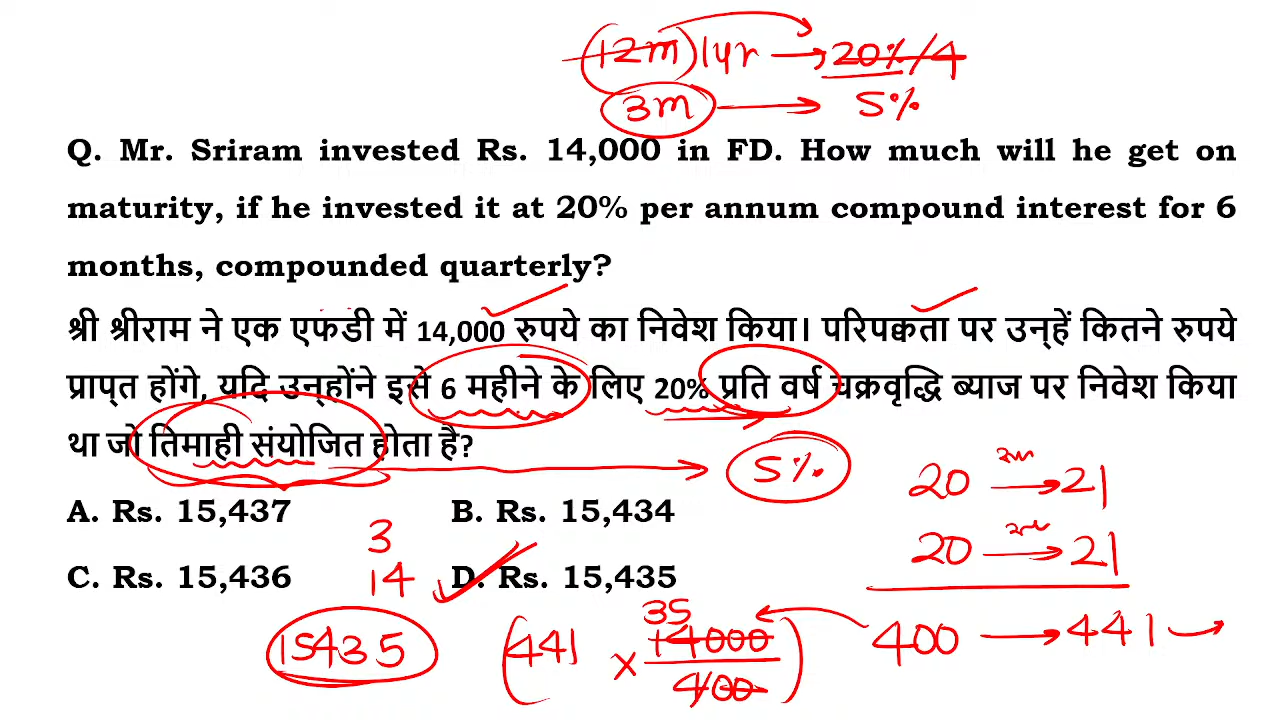 (12m) 1yr → 20%/4
3m → 5%
Q. Mr. Sriram invested Rs. 14,000 in FD. How much will he get on
maturity, if he invested it at 20% per annum compound interest for 6
months, compounded quarterly?
श्री श्रीराम ने एक एफडी में 14,000 रुपये का निवेश किया। परिपक्वता पर उन्हें कितने रुपये
प्राप्त होंगे, यदि उन्होंने इसे 6 महीने के लिए 20% प्रति वर्ष चक्रवृद्धि ब्याज पर निवेश किया
था जो तिमाही संयोजित होता है?
5%
20 → 21
A. Rs. 15,437 B. Rs. 15,434
3
20 → 21
C. Rs. 15,436 D. Rs. 15,435
14
35
15435 (441 × 14000/400) 400 → 441 →